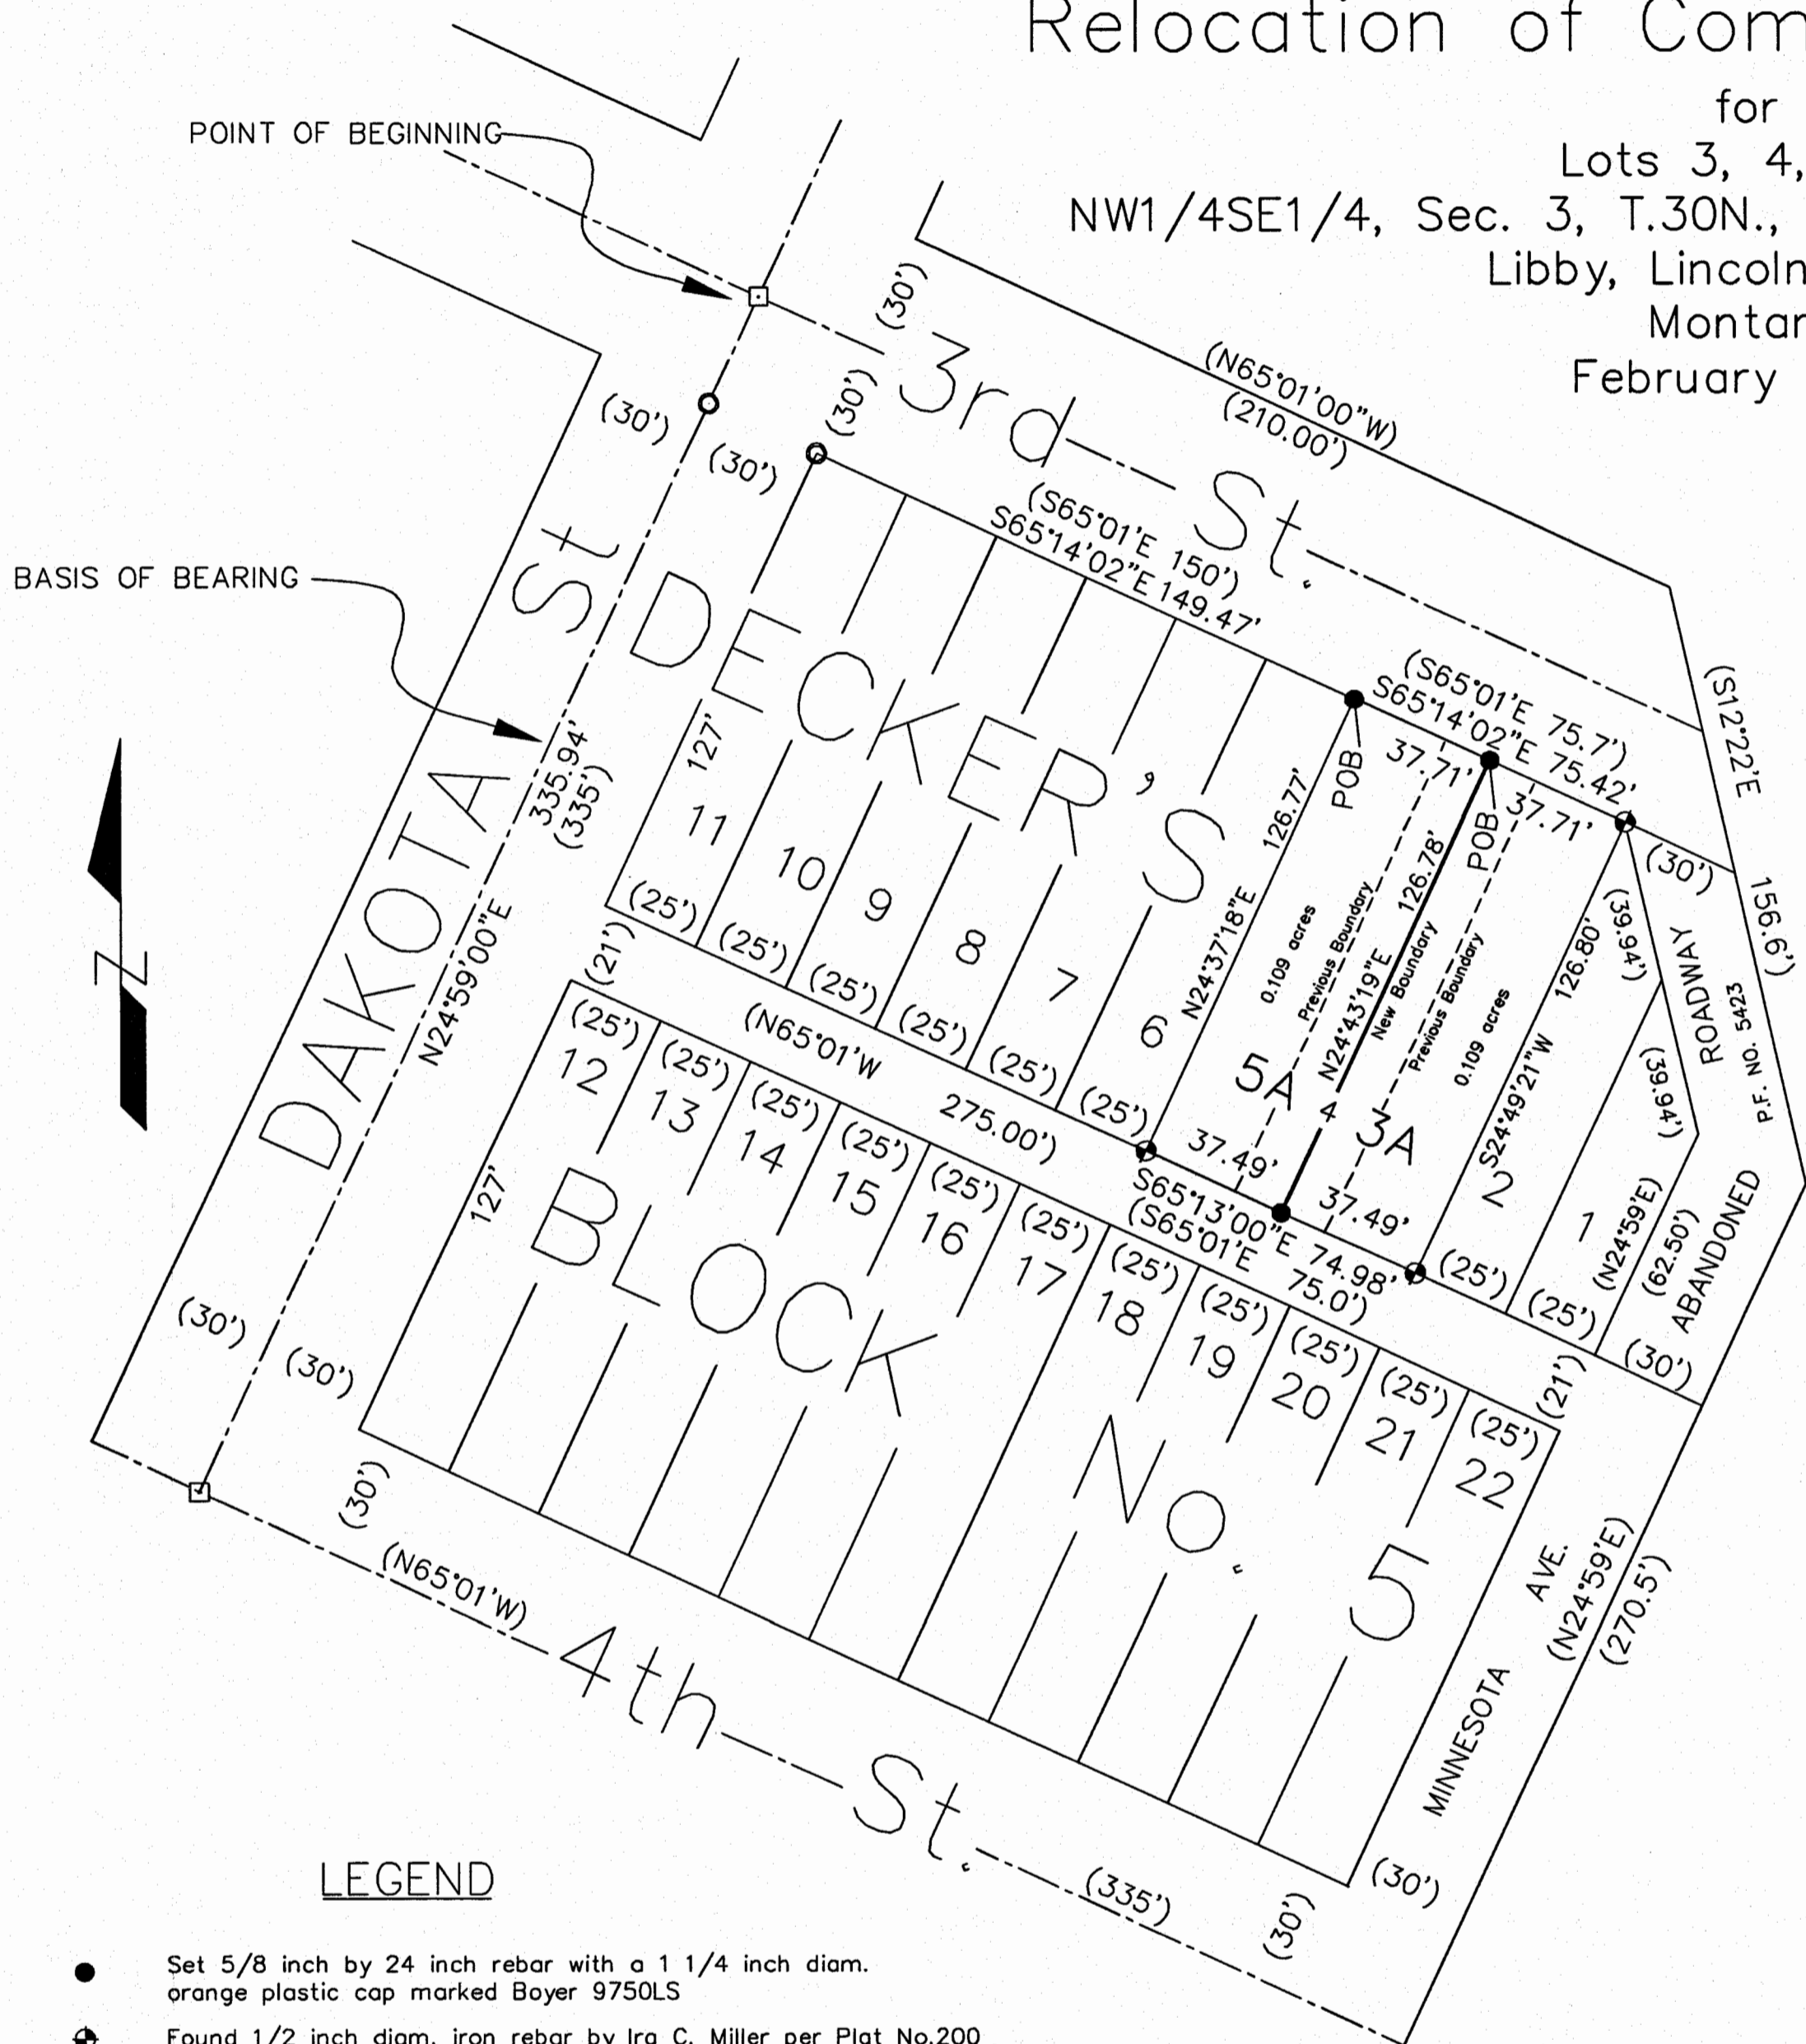 Relocation of Com
for
Lots 3, 4,
NW1/4SE1/4, Sec. 3, T.30N.,
Libby, Lincoln
Montar
February
POINT OF BEGINNING
BASIS OF BEARING
(30')
(30')
(30')
(30')
3rd St.
(N65°01'00"W)
(210.00')
(S65°01'E 150')
S65°14'02"E 149.47'
(S65°01'E 75.7')
S65°14'02"E 75.42'
(S12°22'E
156.6')
37.71'
37.71'
POB
POB
(30')
DAKOTA St
335.94'
(335')
N24°59'00"E
DECKER'S
127'
11
10
9
8
7
6
(25')
(25')
(25')
(25')
(25')
(25')
N24°37'18"E 126.77'
0.109 acres
Previous Boundary
N24°43'19"E 126.78'
New Boundary
Previous Boundary
0.109 acres
5A
4
3A
S24°49'21"W 126.80'
2
1
(39.94')
(39.94')
ROADWAY
P.F. NO. 5423
ABANDONED
(N24°59'E)
(62.50')
(21')
(N65°01'W 275.00')
37.49'
37.49'
S65°13'00"E 74.98'
(S65°01'E 75.0')
(25')
(25')
(30')
(21')
(25')
(25')
(25')
(25')
(25')
(25')
(25')
(25')
(25')
(25')
(25')
12
13
14
15
16
17
18
19
20
21
22
127'
BLOCK No. 5
(30')
(30')
(30')
(N65°01'W)
4th St.
(335')
(30')
(30')
MINNESOTA AVE.
(N24°59'E)
(270.5')
N
LEGEND
Set 5/8 inch by 24 inch rebar with a 1 1/4 inch diam.
orange plastic cap marked Boyer 9750LS
Found 1/2 inch diam. iron rebar by Ira C. Miller per Plat No.200